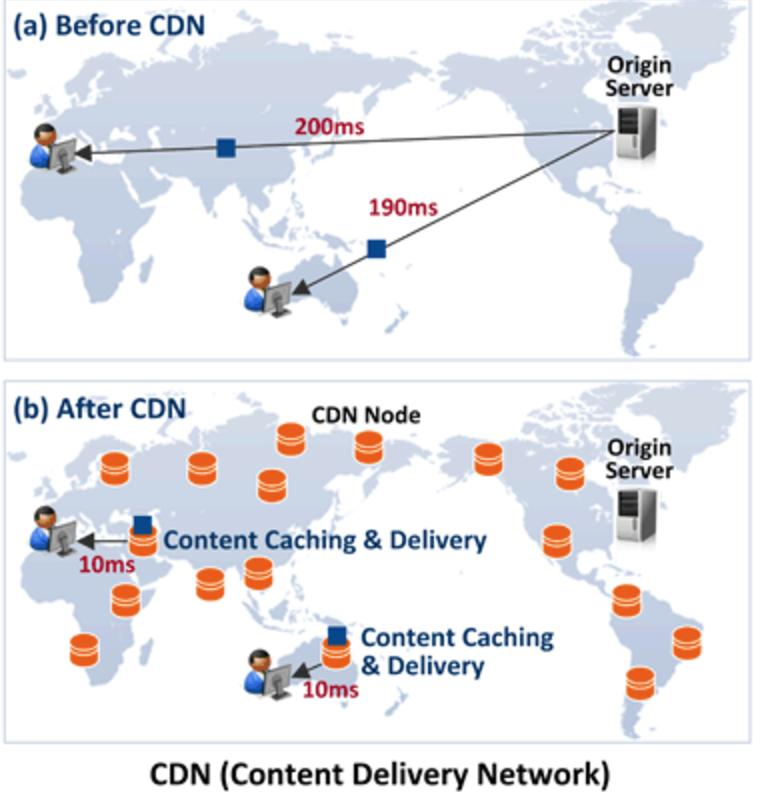 (a) Before CDN
Origin
Server
200ms
190ms
(b) After CDN
CDN Node
Origin
Server
Content Caching & Delivery
10ms
Content Caching
& Delivery
10ms
CDN (Content Delivery Network)